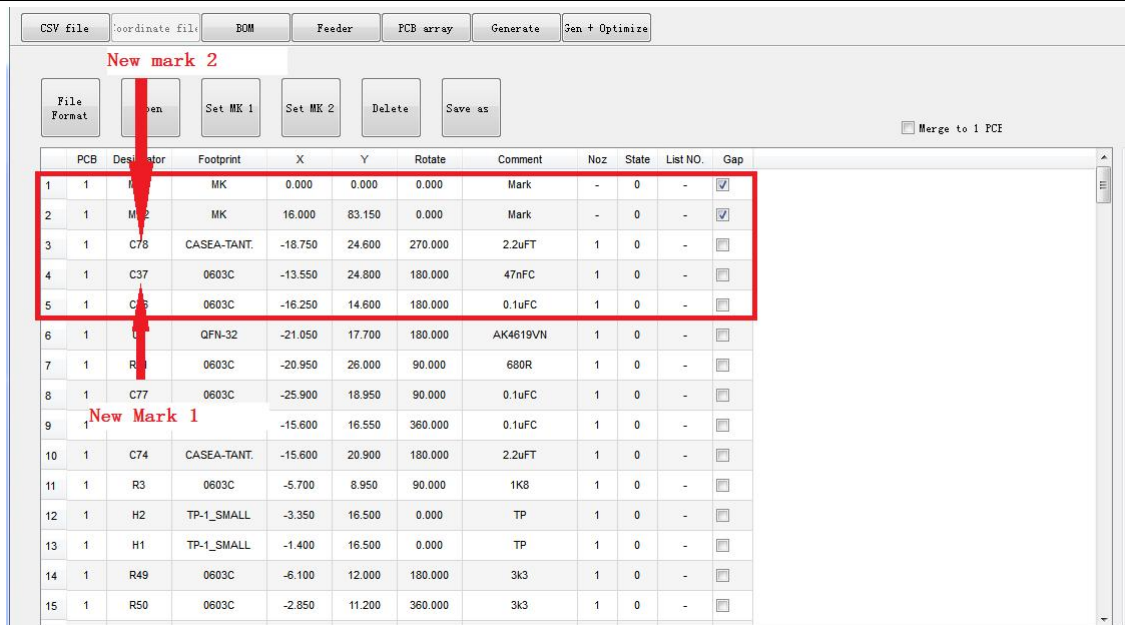 CSV file oordinate file BOM Feeder PCB array Generate Gen + Optimize
New mark 2
File Format Set MK 1 Set MK 2 Delete Save as
Merge to 1 PCB
PCB Footprint X Y Rotate Comment Noz State List NO. Gap
1 1 MK 0.000 0.000 0.000 Mark - 0 -
2 1 MK 16.000 83.150 0.000 Mark - 0 -
3 1 C78 CASEA-TANT. -18.750 24.600 270.000 2.2uFT 1 0 -
4 1 C37 0603C -13.550 24.800 180.000 47nFC 1 0 -
5 1 0603C -16.250 14.600 180.000 0.1uFC 1 0 -
6 1 QFN-32 -21.050 17.700 180.000 AK4619VN 1 0 -
7 1 0603C -20.950 26.000 90.000 680R 1 0 -
8 1 C77 0603C -25.900 18.950 90.000 0.1uFC 1 0 -
New Mark 1
9 1 -15.600 16.550 360.000 0.1uFC 1 0 -
10 1 C74 CASEA-TANT. -15.600 20.900 180.000 2.2uFT 1 0 -
11 1 R3 0603C -5.700 8.950 90.000 1K8 1 0 -
12 1 H2 TP-1_SMALL -3.350 16.500 0.000 TP 1 0 -
13 1 H1 TP-1_SMALL -1.400 16.500 0.000 TP 1 0 -
14 1 R49 0603C -6.100 12.000 180.000 3k3 1 0 -
15 1 R50 0603C -2.850 11.200 360.000 3k3 1 0 -